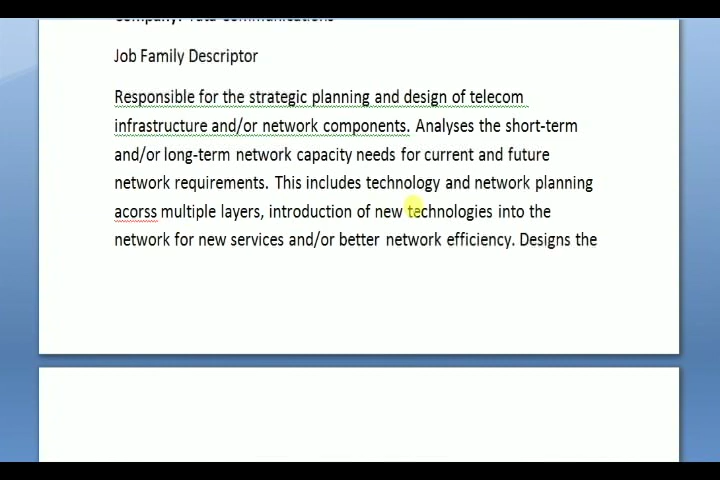 Company: Tata Communications
Job Family Descriptor
Responsible for the strategic planning and design of telecom
infrastructure and/or network components. Analyses the short-term
and/or long-term network capacity needs for current and future
network requirements. This includes technology and network planning
acorss multiple layers, introduction of new technologies into the
network for new services and/or better network efficiency. Designs the